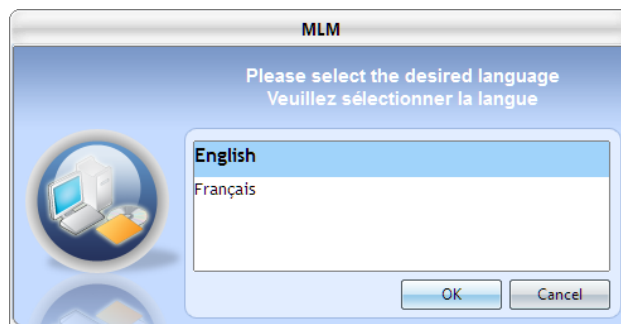 MLM
Please select the desired language
Veuillez sélectionner la langue
English
Français
OK
Cancel